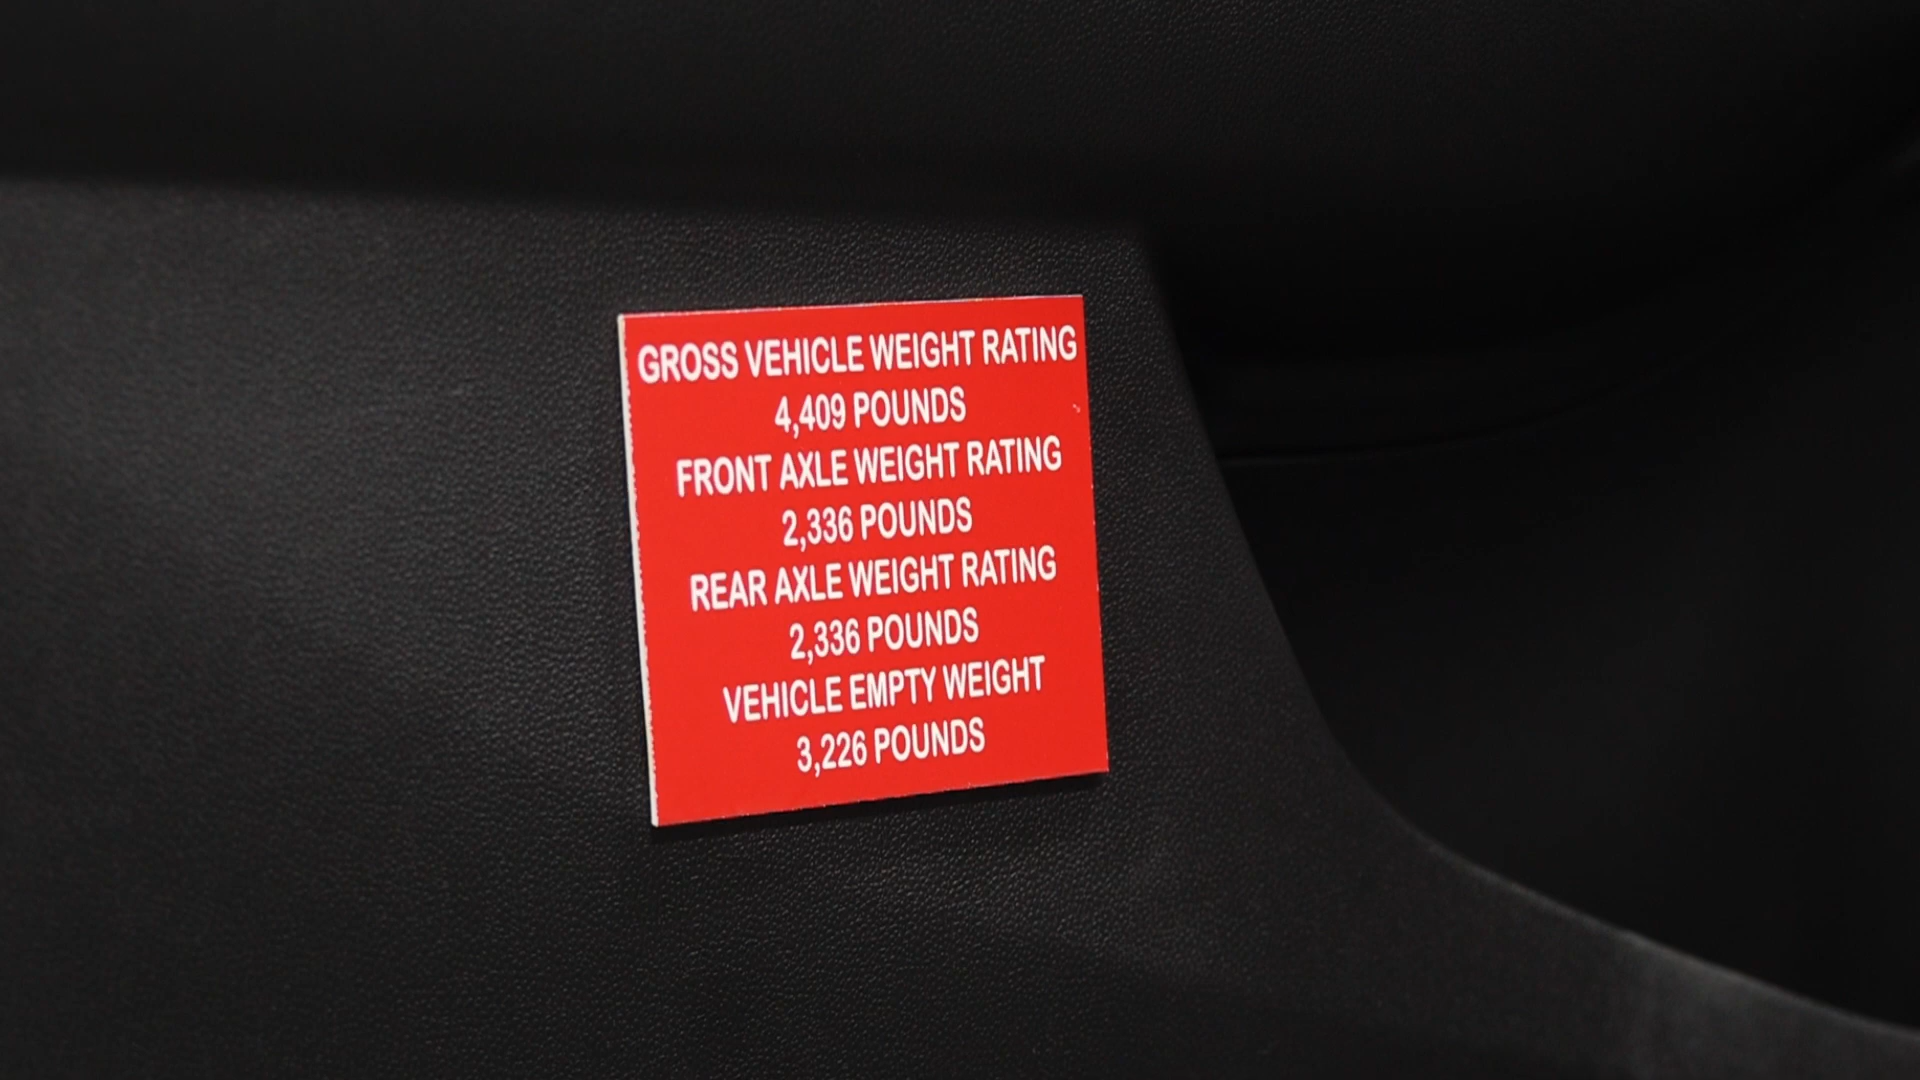 GROSS VEHICLE WEIGHT RATING
4,409 POUNDS
FRONT AXLE WEIGHT RATING
2,336 POUNDS
REAR AXLE WEIGHT RATING
2,336 POUNDS
VEHICLE EMPTY WEIGHT
3,226 POUNDS